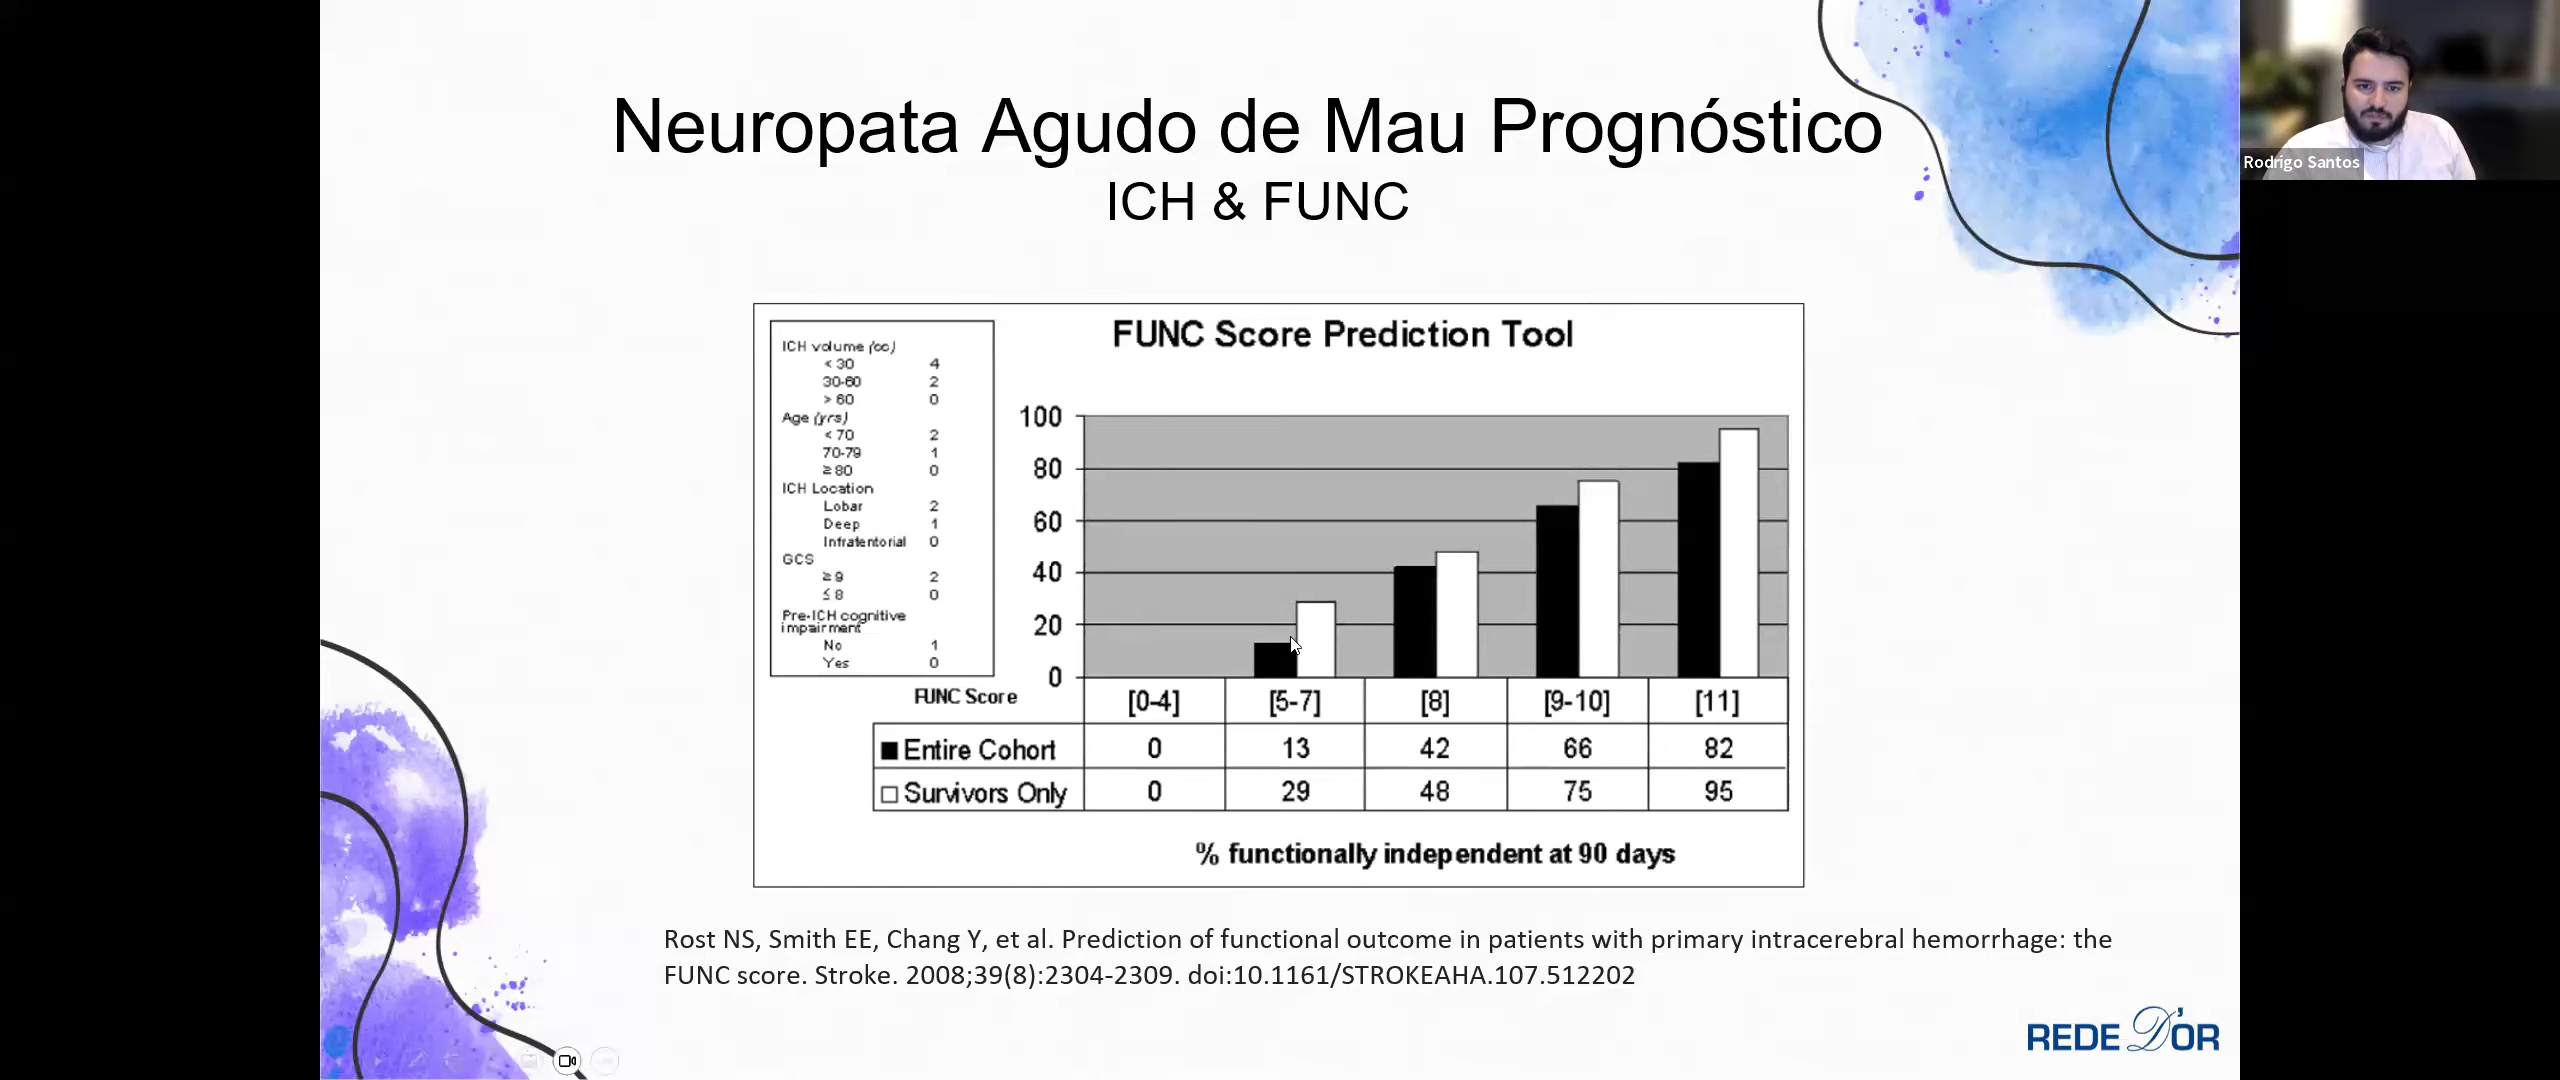 Neuropata Agudo de Mau Prognóstico
ICH & FUNC
Rodrigo Santos
FUNC Score Prediction Tool
ICH volume (cc)
< 30 4
30-60 2
> 60 0
Age (yrs)
< 70 2
70-79 1
≥ 80 0
ICH Location
Lobar 2
Deep 1
Infratentorial 0
GCS
≥ 9 2
≤ 8 0
Pre-ICH cognitive
impairment
No 1
Yes 0
100
80
60
40
20
0
FUNC Score [0-4] [5-7] [8] [9-10] [11]
Entire Cohort 0 13 42 66 82
Survivors Only 0 29 48 75 95
% functionally independent at 90 days
Rost NS, Smith EE, Chang Y, et al. Prediction of functional outcome in patients with primary intracerebral hemorrhage: the
FUNC score. Stroke. 2008;39(8):2304-2309. doi:10.1161/STROKEAHA.107.512202
REDE D'OR